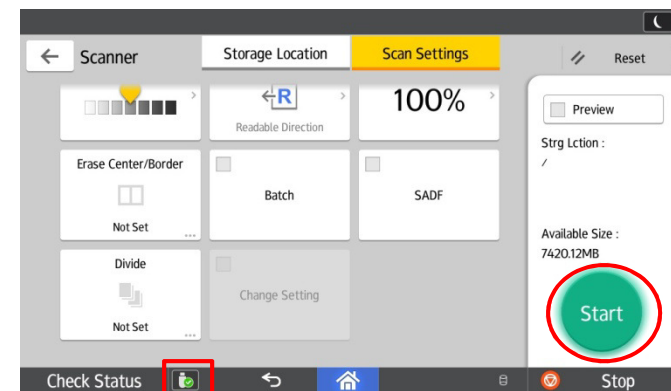 Scanner
Storage Location
Scan Settings
Reset
R
Readable Direction
100%
Preview
Strg Lction :
/
Erase Center/Border
Not Set
Batch
SADF
Available Size :
7420.12MB
Divide
Not Set
Change Setting
Start
Check Status
Stop